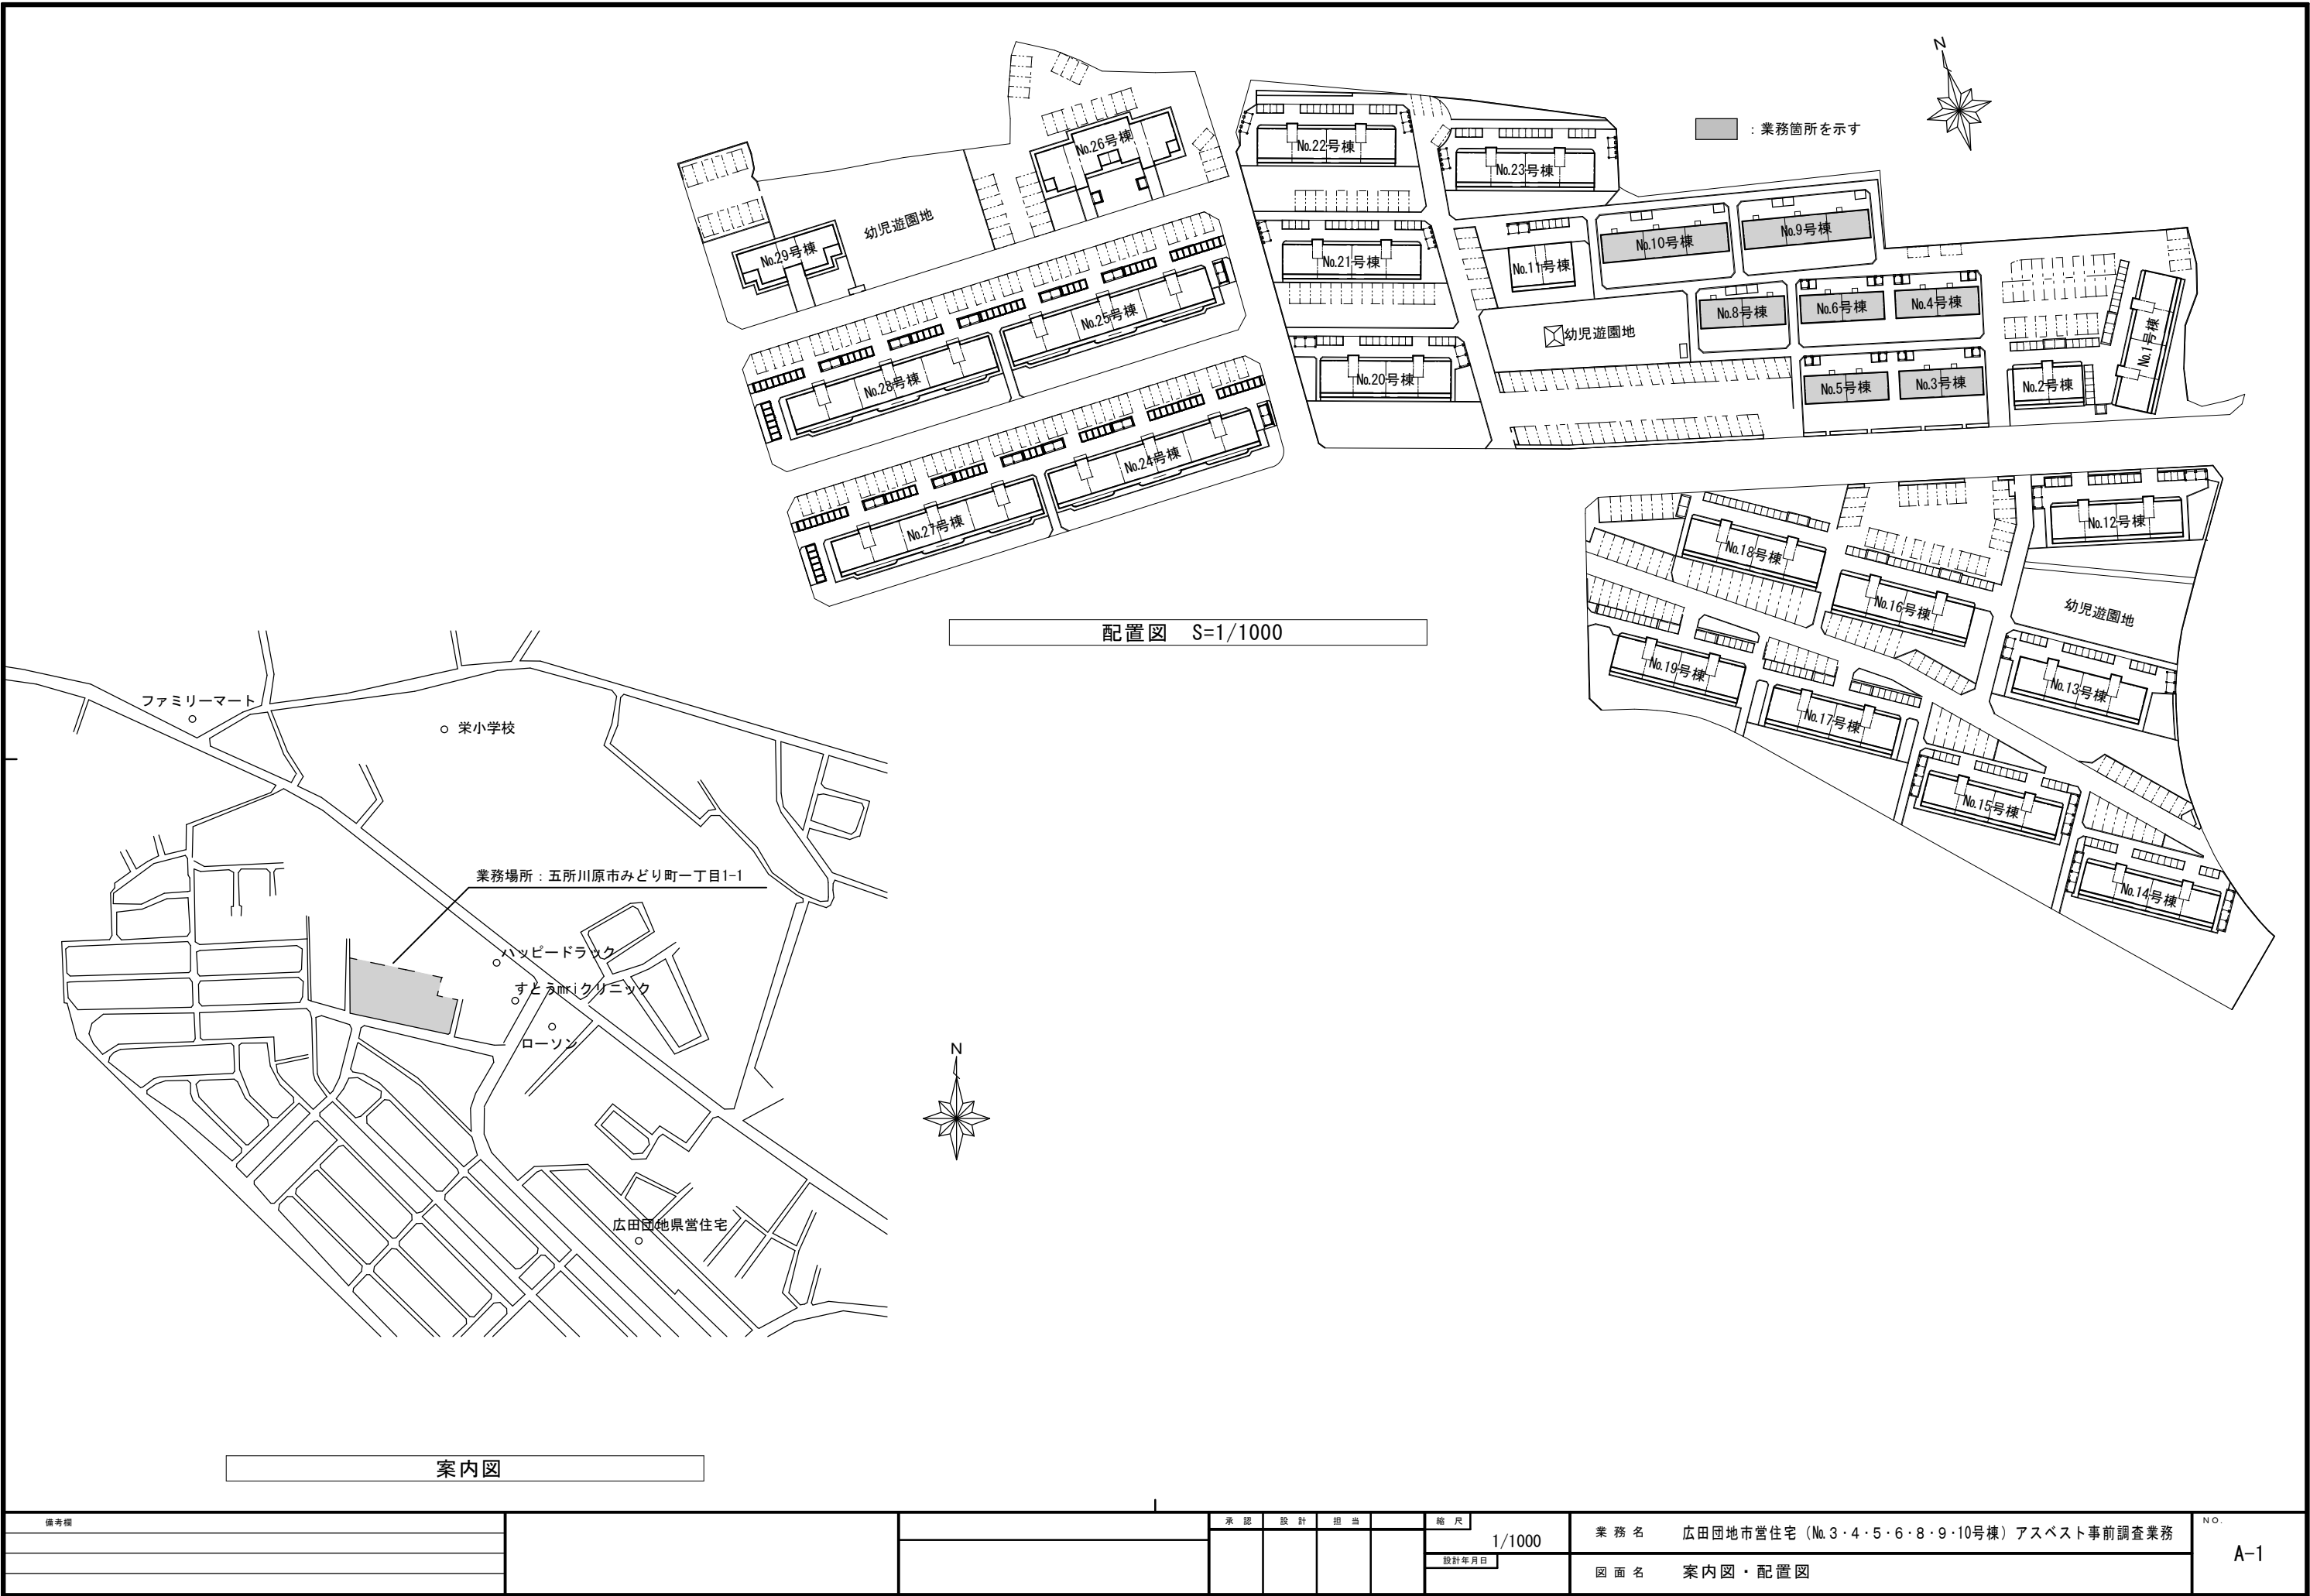 N
：業務箇所を示す
No.26号棟
No.22号棟
No.23号棟
幼児遊園地
No.29号棟
No.10号棟
No.9号棟
No.21号棟
No.11号棟
No.25号棟
No.8号棟
No.6号棟
No.4号棟
幼児遊園地
No.1号棟
No.28号棟
No.20号棟
No.5号棟
No.3号棟
No.2号棟
No.24号棟
No.27号棟
No.12号棟
No.18号棟
No.16号棟
幼児遊園地
No.19号棟
No.13号棟
No.17号棟
No.15号棟
No.14号棟
配置図 S=1/1000
ファミリーマート
栄小学校
業務場所：五所川原市みどり町一丁目1-1
ハッピードラック
すとうmriクリニック
ローソン
N
広田団地県営住宅
案内図
備考欄
承認
設計
担当
縮尺
1/1000
設計年月日
業務名 広田団地市営住宅（No.3・4・5・6・8・9・10号棟）アスベスト事前調査業務
図面名 案内図・配置図
NO.
A-1